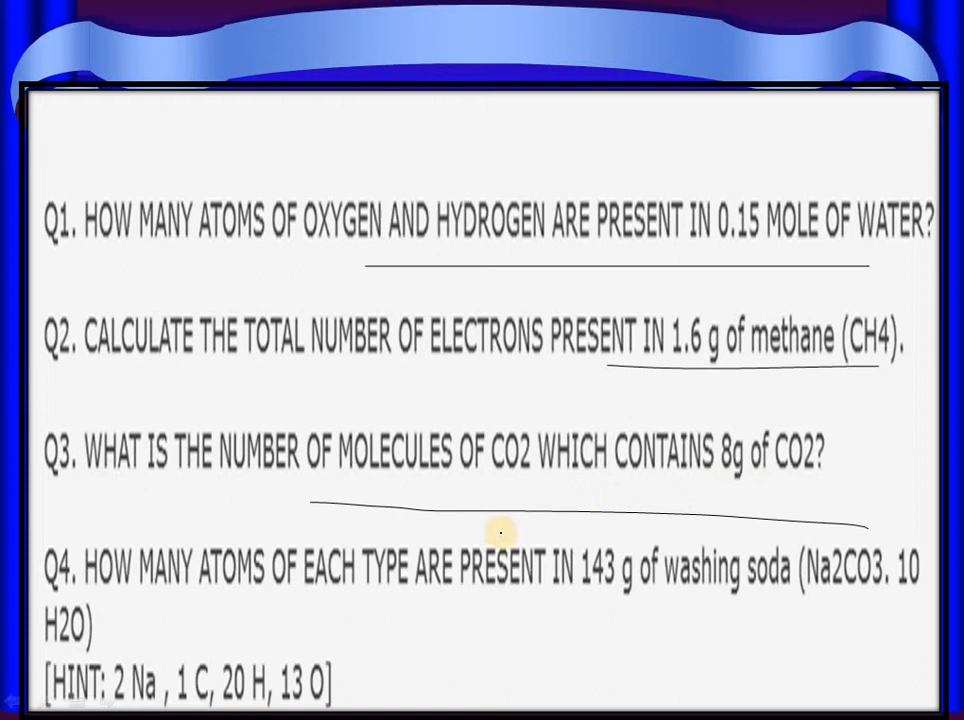 Q1. HOW MANY ATOMS OF OXYGEN AND HYDROGEN ARE PRESENT IN 0.15 MOLE OF WATER?
Q2. CALCULATE THE TOTAL NUMBER OF ELECTRONS PRESENT IN 1.6 g of methane (CH4).
Q3. WHAT IS THE NUMBER OF MOLECULES OF CO2 WHICH CONTAINS 8g of CO2?
Q4. HOW MANY ATOMS OF EACH TYPE ARE PRESENT IN 143 g of washing soda (Na2CO3. 10
H2O)
[HINT: 2 Na , 1 C, 20 H, 13 O]